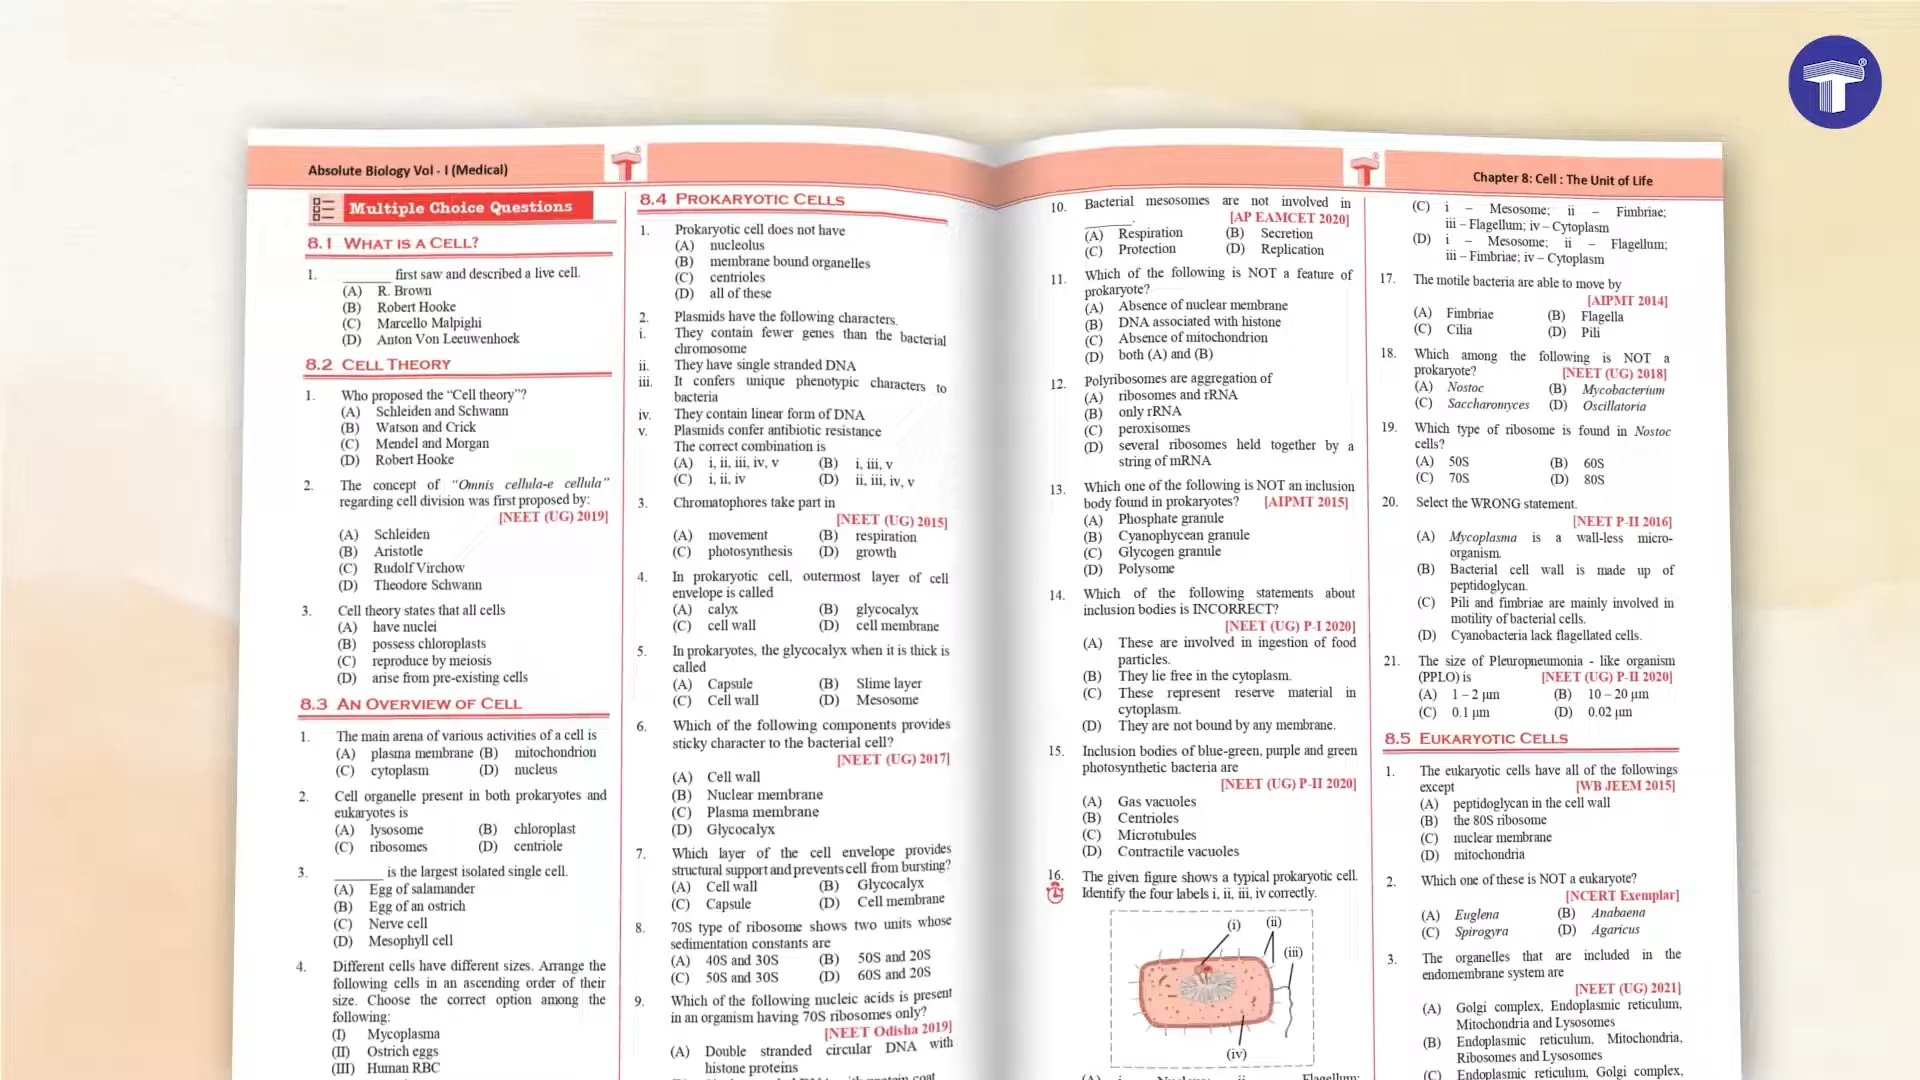 Absolute Biology Vol - I (Medical)
Multiple Choice Questions
8.1 WHAT IS A CELL?
1. ________ first saw and described a live cell.
(A) R. Brown
(B) Robert Hooke
(C) Marcello Malpighi
(D) Anton Von Leeuwenhoek
8.2 CELL THEORY
1. Who proposed the “Cell theory”?
(A) Schleiden and Schwann
(B) Watson and Crick
(C) Mendel and Morgan
(D) Robert Hooke
2. The concept of “Omnis cellula-e cellula”
regarding cell division was first proposed by:
[NEET (UG) 2019]
(A) Schleiden
(B) Aristotle
(C) Rudolf Virchow
(D) Theodore Schwann
3. Cell theory states that all cells
(A) have nuclei
(B) possess chloroplasts
(C) reproduce by meiosis
(D) arise from pre-existing cells
8.3 AN OVERVIEW OF CELL
1. The main arena of various activities of a cell is
(A) plasma membrane (B) mitochondrion
(C) cytoplasm (D) nucleus
2. Cell organelle present in both prokaryotes and
eukaryotes is
(A) lysosome (B) chloroplast
(C) ribosomes (D) centriole
3. ________ is the largest isolated single cell.
(A) Egg of salamander
(B) Egg of an ostrich
(C) Nerve cell
(D) Mesophyll cell
4. Different cells have different sizes. Arrange the
following cells in an ascending order of their
size. Choose the correct option among the
following:
(I) Mycoplasma
(II) Ostrich eggs
(III) Human RBC
8.4 PROKARYOTIC CELLS
1. Prokaryotic cell does not have
(A) nucleolus
(B) membrane bound organelles
(C) centrioles
(D) all of these
2. Plasmids have the following characters.
i. They contain fewer genes than the bacterial
chromosome
ii. They have single stranded DNA
iii. It confers unique phenotypic characters to
bacteria
iv. They contain linear form of DNA
v. Plasmids confer antibiotic resistance
The correct combination is
(A) i, ii, iii, iv, v (B) i, iii, v
(C) i, ii, iv (D) ii, iii, iv, v
3. Chromatophores take part in
[NEET (UG) 2015]
(A) movement (B) respiration
(C) photosynthesis (D) growth
4. In prokaryotic cell, outermost layer of cell
envelope is called
(A) calyx (B) glycocalyx
(C) cell wall (D) cell membrane
5. In prokaryotes, the glycocalyx when it is thick is
called
(A) Capsule (B) Slime layer
(C) Cell wall (D) Mesosome
6. Which of the following components provides
sticky character to the bacterial cell?
[NEET (UG) 2017]
(A) Cell wall
(B) Nuclear membrane
(C) Plasma membrane
(D) Glycocalyx
7. Which layer of the cell envelope provides
structural support and prevents cell from bursting?
(A) Cell wall (B) Glycocalyx
(C) Capsule (D) Cell membrane
8. 70S type of ribosome shows two units whose
sedimentation constants are
(A) 40S and 30S (B) 50S and 20S
(C) 50S and 30S (D) 60S and 20S
9. Which of the following nucleic acids is present
in an organism having 70S ribosomes only?
[NEET Odisha 2019]
(A) Double stranded circular DNA with
histone proteins
Chapter 8: Cell : The Unit of Life
10. Bacterial mesosomes are not involved in
________. [AP EAMCET 2020]
(A) Respiration (B) Secretion
(C) Protection (D) Replication
11. Which of the following is NOT a feature of
prokaryote?
(A) Absence of nuclear membrane
(B) DNA associated with histone
(C) Absence of mitochondrion
(D) both (A) and (B)
12. Polyribosomes are aggregation of
(A) ribosomes and rRNA
(B) only rRNA
(C) peroxisomes
(D) several ribosomes held together by a
string of mRNA
13. Which one of the following is NOT an inclusion
body found in prokaryotes? [AIPMT 2015]
(A) Phosphate granule
(B) Cyanophycean granule
(C) Glycogen granule
(D) Polysome
14. Which of the following statements about
inclusion bodies is INCORRECT?
[NEET (UG) P-I 2020]
(A) These are involved in ingestion of food
particles.
(B) They lie free in the cytoplasm.
(C) These represent reserve material in
cytoplasm.
(D) They are not bound by any membrane.
15. Inclusion bodies of blue-green, purple and green
photosynthetic bacteria are
[NEET (UG) P-II 2020]
(A) Gas vacuoles
(B) Centrioles
(C) Microtubules
(D) Contractile vacuoles
16. The given figure shows a typical prokaryotic cell.
Identify the four labels i, ii, iii, iv correctly.
(i) (ii)
(iii)
(iv)
(C) i – Mesosome; ii – Fimbriae;
iii – Flagellum; iv – Cytoplasm
(D) i – Mesosome; ii – Flagellum;
iii – Fimbriae; iv – Cytoplasm
17. The motile bacteria are able to move by
[AIPMT 2014]
(A) Fimbriae (B) Flagella
(C) Cilia (D) Pili
18. Which among the following is NOT a
prokaryote? [NEET (UG) 2018]
(A) Nostoc (B) Mycobacterium
(C) Saccharomyces (D) Oscillatoria
19. Which type of ribosome is found in Nostoc
cells?
(A) 50S (B) 60S
(C) 70S (D) 80S
20. Select the WRONG statement.
[NEET P-II 2016]
(A) Mycoplasma is a wall-less micro-
organism.
(B) Bacterial cell wall is made up of
peptidoglycan.
(C) Pili and fimbriae are mainly involved in
motility of bacterial cells.
(D) Cyanobacteria lack flagellated cells.
21. The size of Pleuropneumonia - like organism
(PPLO) is [NEET (UG) P-II 2020]
(A) 1 – 2 μm (B) 10 – 20 μm
(C) 0.1 μm (D) 0.02 μm
8.5 EUKARYOTIC CELLS
1. The eukaryotic cells have all of the followings
except [WB JEEM 2015]
(A) peptidoglycan in the cell wall
(B) the 80S ribosome
(C) nuclear membrane
(D) mitochondria
2. Which one of these is NOT a eukaryote?
[NCERT Exemplar]
(A) Euglena (B) Anabaena
(C) Spirogyra (D) Agaricus
3. The organelles that are included in the
endomembrane system are
[NEET (UG) 2021]
(A) Golgi complex, Endoplasmic reticulum,
Mitochondria and Lysosomes
(B) Endoplasmic reticulum, Mitochondria,
Ribosomes and Lysosomes
(C) Endoplasmic reticulum, Golgi complex,